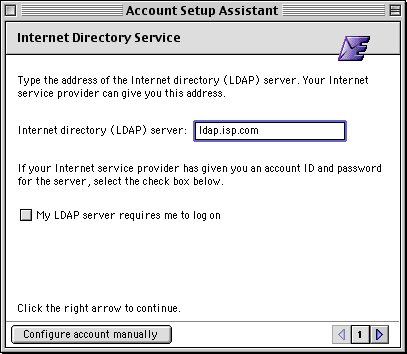 Account Setup Assistant
Internet Directory Service
Type the address of the Internet directory (LDAP) server. Your Internet
service provider can give you this address.
Internet directory (LDAP) server: ldap.isp.com
If your Internet service provider has given you an account ID and password
for the server, select the check box below.
My LDAP server requires me to log on
Click the right arrow to continue.
Configure account manually 1